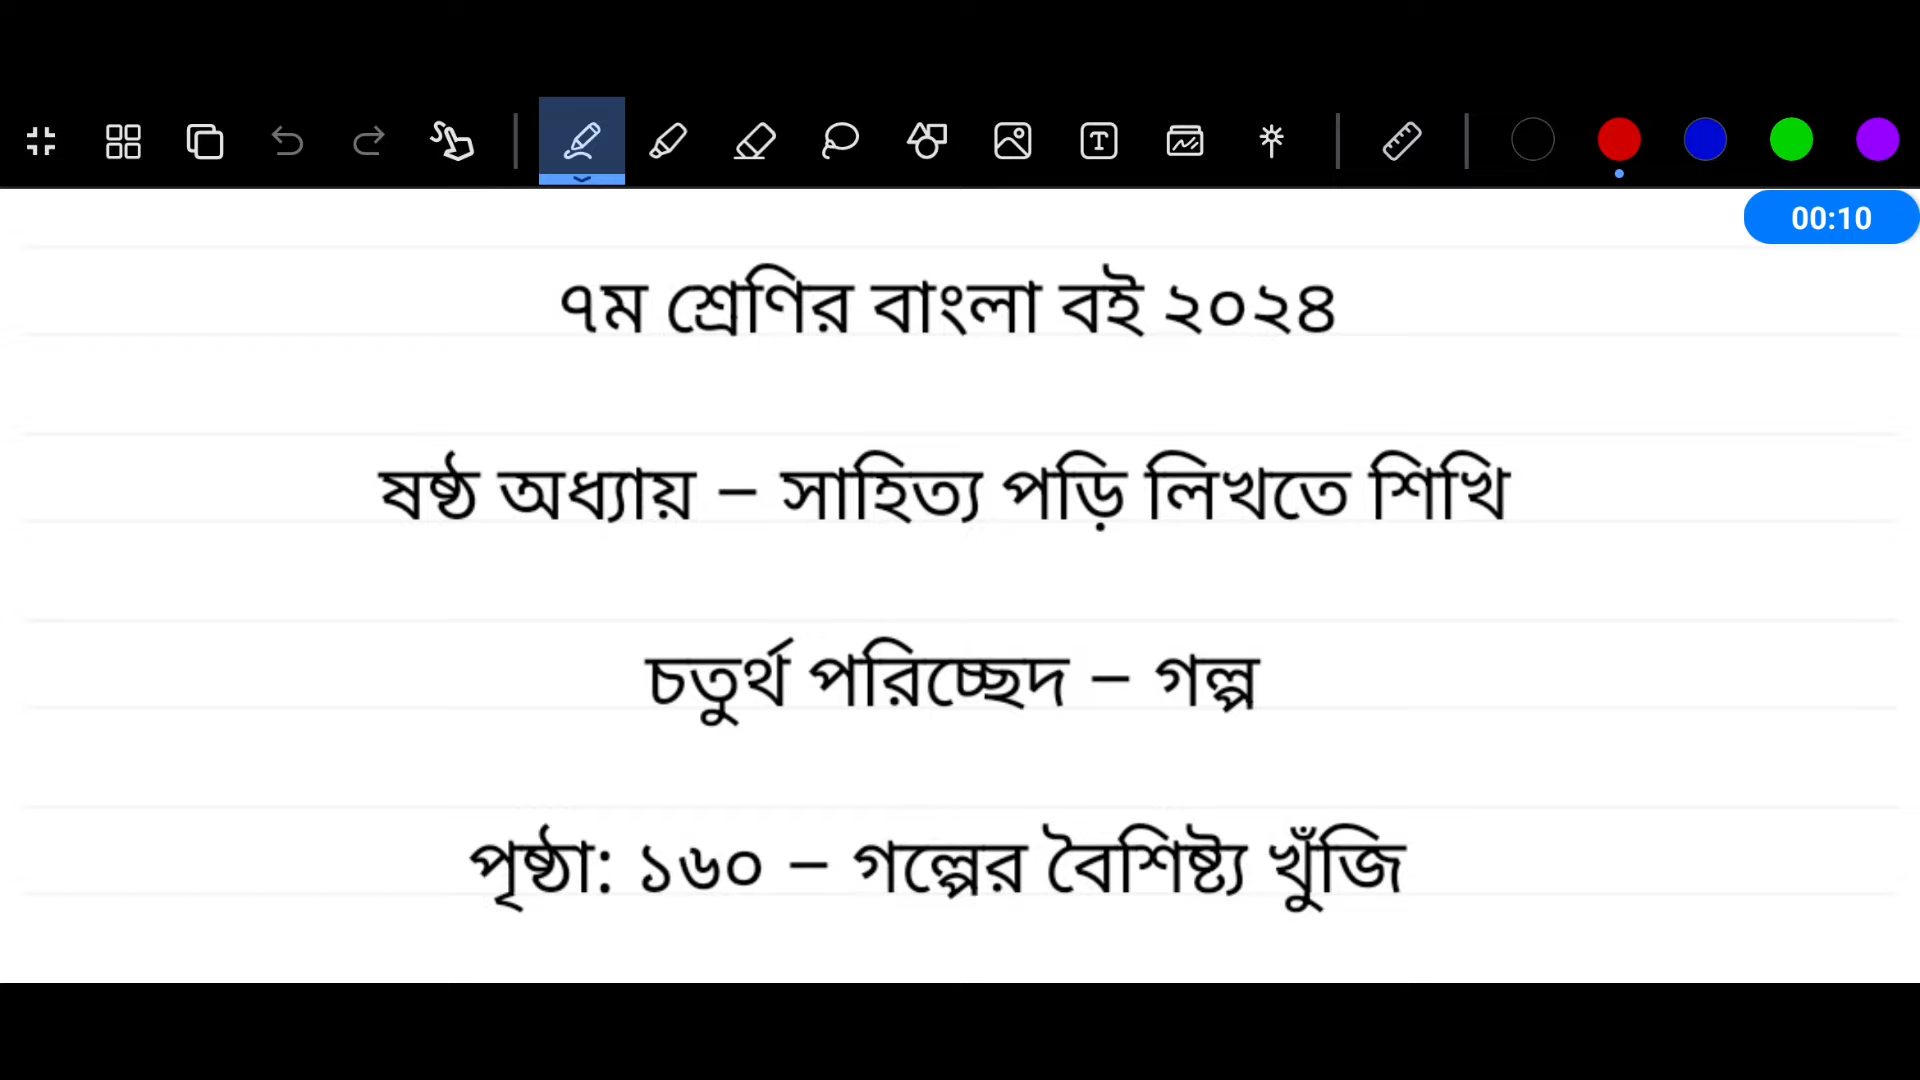 00:10
৭ম শ্রেণির বাংলা বই ২০২৪
ষষ্ঠ অধ্যায় – সাহিত্য পড়ি লিখতে শিখি
চতুর্থ পরিচ্ছেদ – গল্প
পৃষ্ঠা: ১৬০ – গল্পের বৈশিষ্ট্য খুঁজি